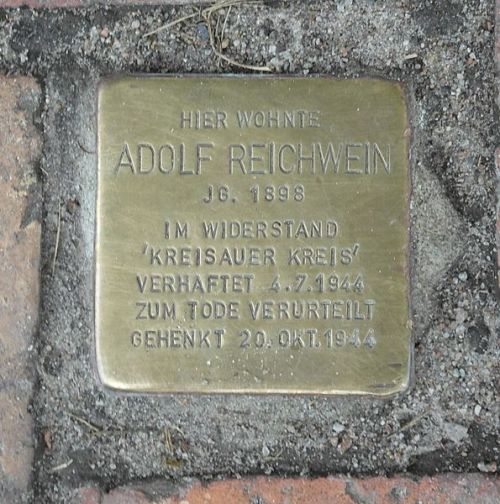 HIER WOHNTE
ADOLF REICHWEIN
JG. 1898
IM WIDERSTAND
'KREISAUER KREIS'
VERHAFTET 4.7.1944
ZUM TODE VERURTEILT
GEHENKT 20.OKT.1944